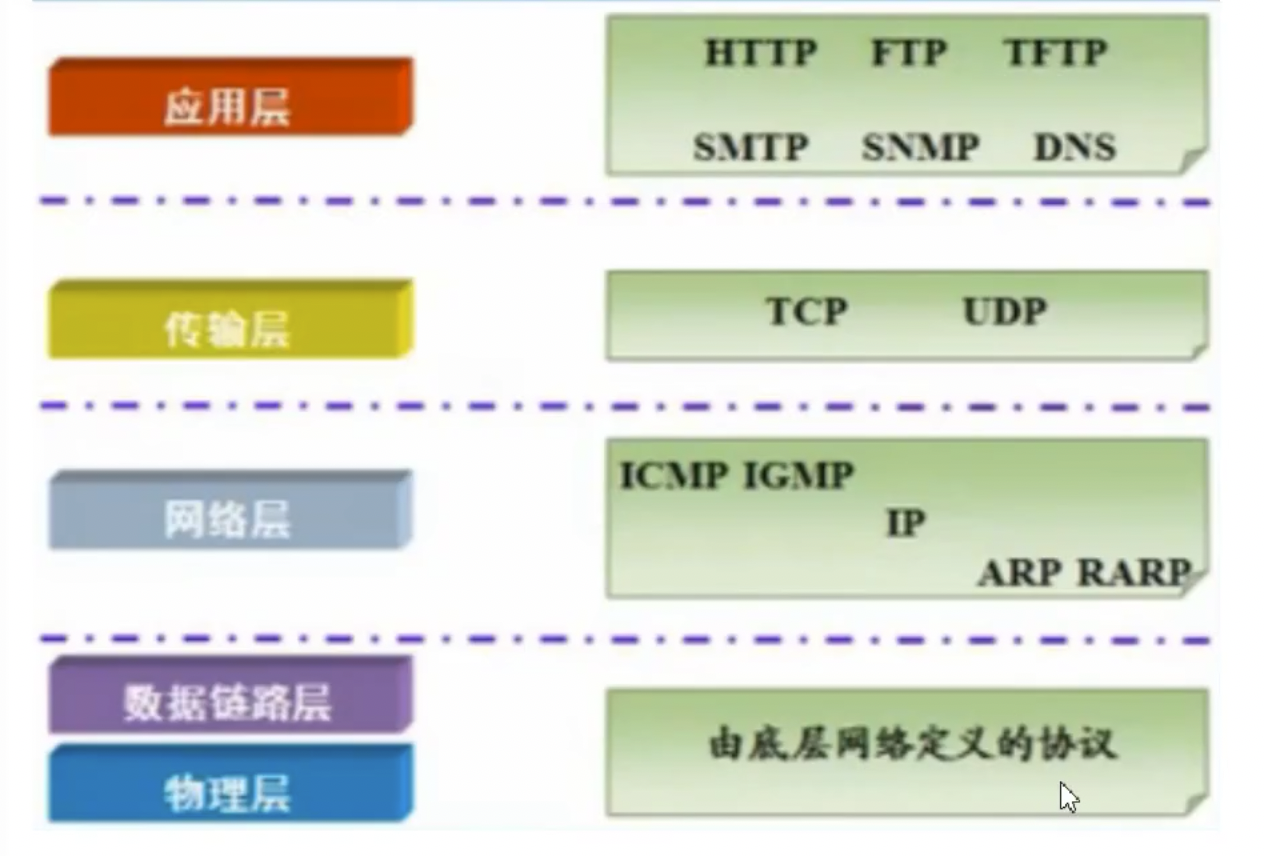 应用层
HTTP FTP TFTP
SMTP SNMP DNS
传输层
TCP UDP
网络层
ICMP IGMP
IP
ARP RARP
数据链路层
物理层
由底层网络定义的协议